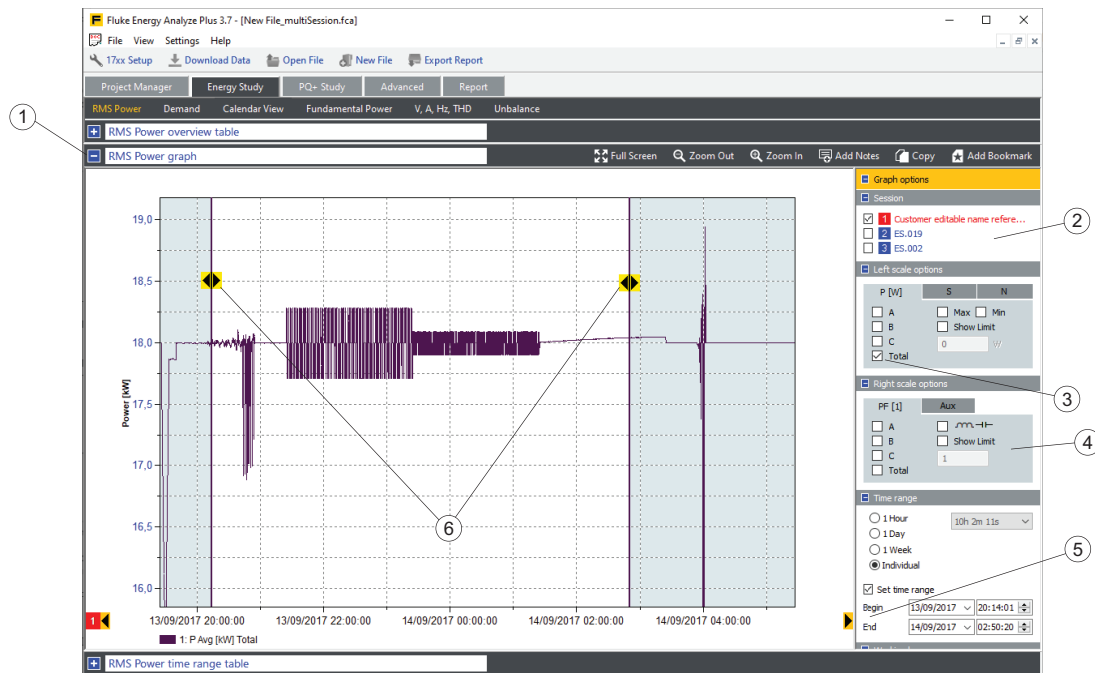 Fluke Energy Analyze Plus 3.7 - [New File_multiSession.fca]
File View Settings Help
17xx Setup Download Data Open File New File Export Report
Project Manager Energy Study PQ+ Study Advanced Report
RMS Power Demand Calendar View Fundamental Power V, A, Hz, THD Unbalance
RMS Power overview table
RMS Power graph Full Screen Zoom Out Zoom In Add Notes Copy Add Bookmark
1
Graph options
Session
1 Customer editable name refere...
2 ES.019
3 ES.002
2
Left scale options
P [W] S N
A Max Min
B Show Limit
C 0 W
Total
3
Right scale options
PF [1] Aux
A
B Show Limit
C 1
Total
4
Time range
1 Hour 10h 2m 11s
1 Day
1 Week
Individual
5
Set time range
Begin 13/09/2017 20:14:01
End 14/09/2017 02:50:20
Power [kW]
19,0
18,5
18,0
17,5
17,0
16,5
16,0
6
1
13/09/2017 20:00:00 13/09/2017 22:00:00 14/09/2017 00:00:00 14/09/2017 02:00:00 14/09/2017 04:00:00
1: P Avg [kW] Total
RMS Power time range table